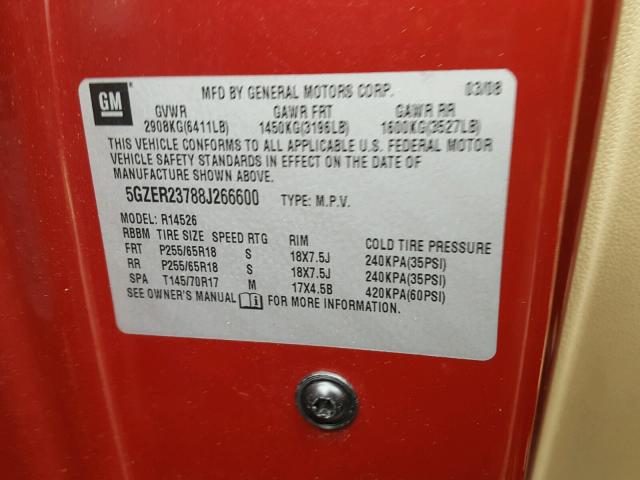 GM
MFD BY GENERAL MOTORS CORP. 03/08
GVWR GAWR FRT GAWR RR
2908KG(6411LB) 1450KG(3196LB) 1600KG(3527LB)
THIS VEHICLE CONFORMS TO ALL APPLICABLE U.S. FEDERAL MOTOR
VEHICLE SAFETY STANDARDS IN EFFECT ON THE DATE OF
MANUFACTURE SHOWN ABOVE.
5GZER23788J266600 TYPE: M.P.V.
MODEL: R14526
RBBM TIRE SIZE SPEED RTG RIM COLD TIRE PRESSURE
FRT P255/65R18 S 18X7.5J 240KPA(35PSI)
RR P255/65R18 S 18X7.5J 240KPA(35PSI)
SPA T145/70R17 M 17X4.5B 420KPA(60PSI)
SEE OWNER'S MANUAL FOR MORE INFORMATION.